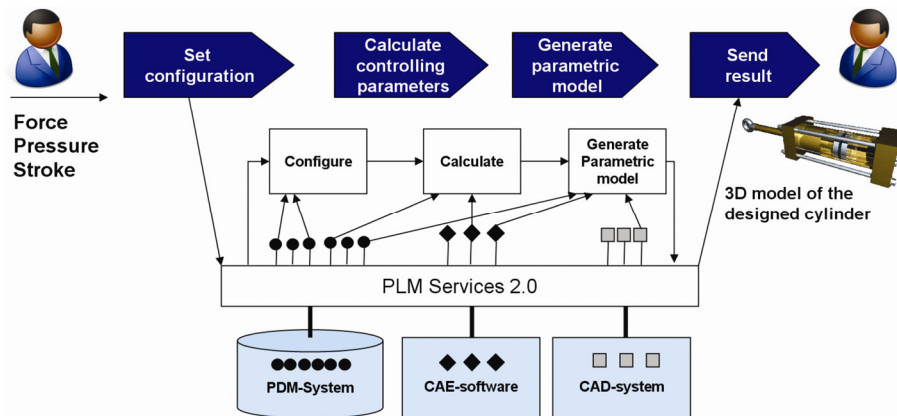 Set
configuration
Calculate
controlling
parameters
Generate
parametric
model
Send
result
Force
Pressure
Stroke
Configure
Calculate
Generate
Parametric
model
3D model of the
designed cylinder
PLM Services 2.0
PDM-System
CAE-software
CAD-system